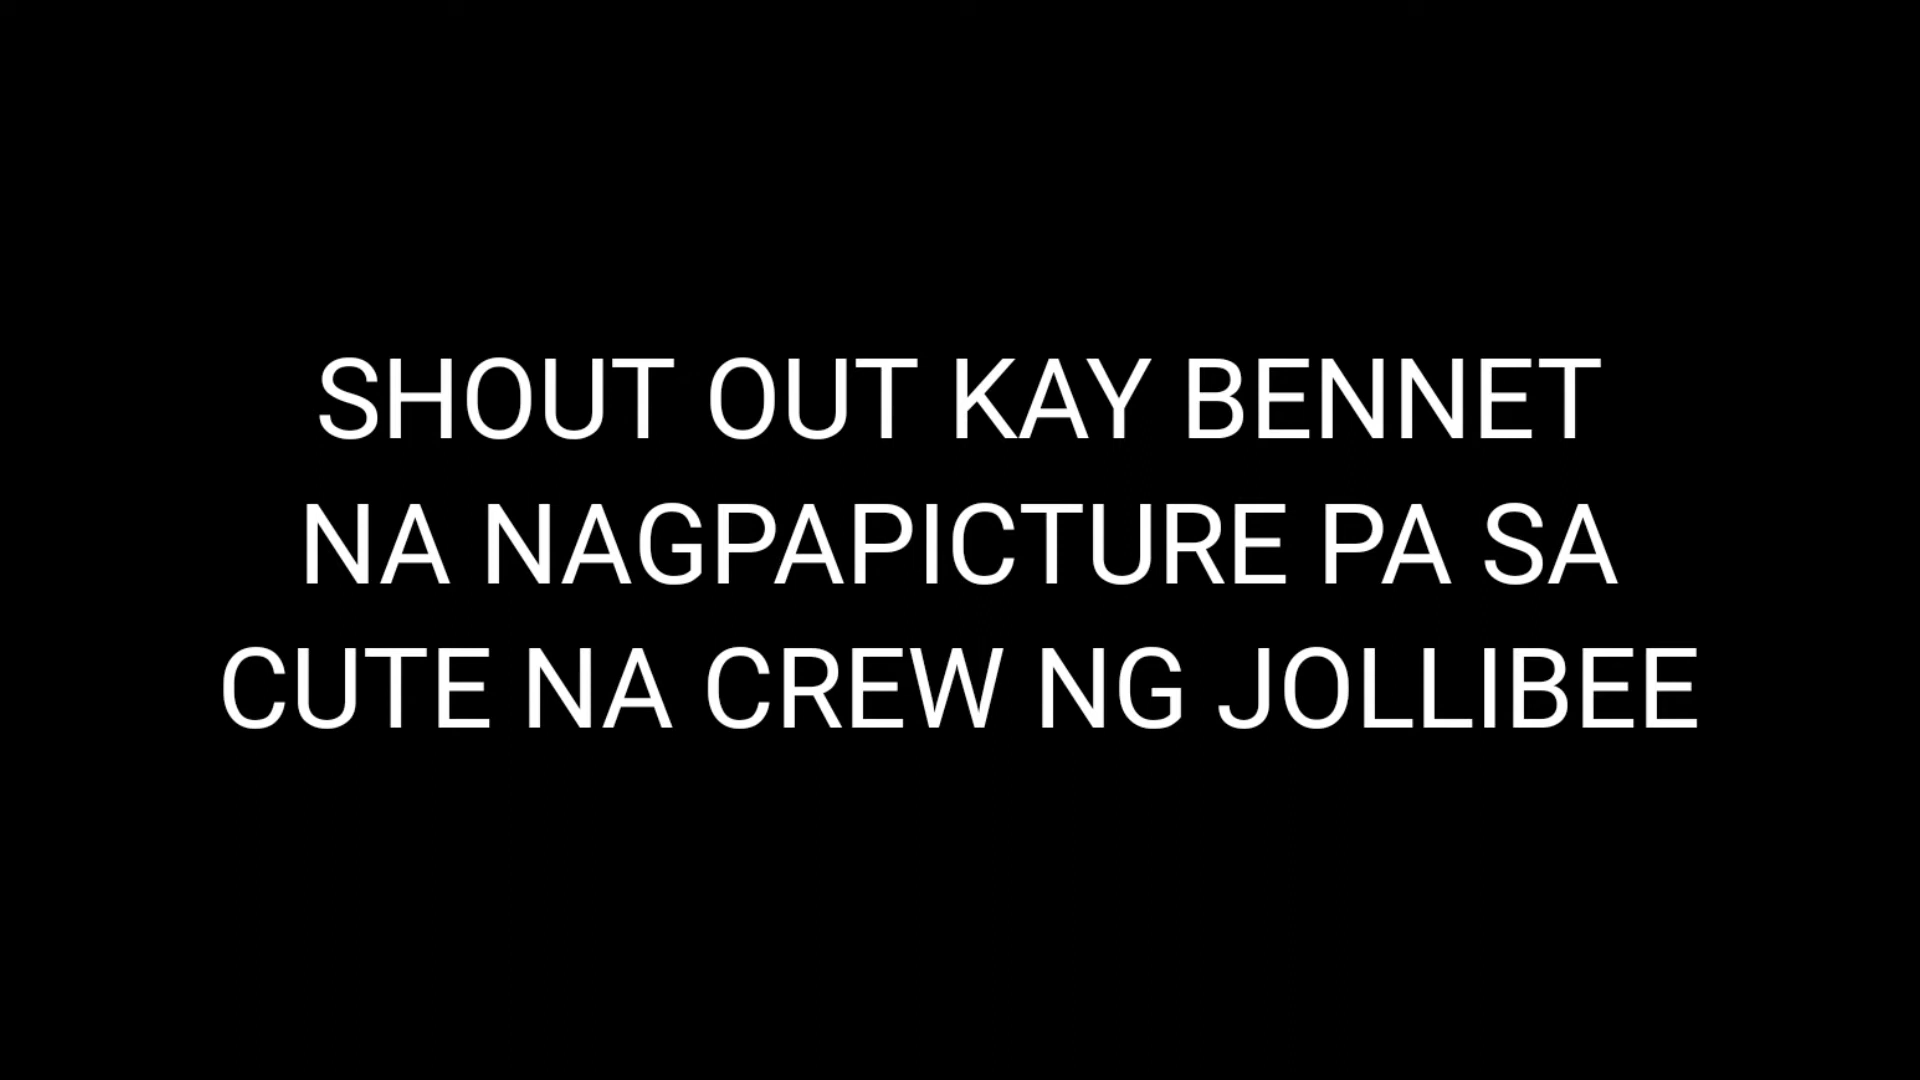 SHOUT OUT KAY BENNET
NA NAGPAPICTURE PA SA
CUTE NA CREW NG JOLLIBEE